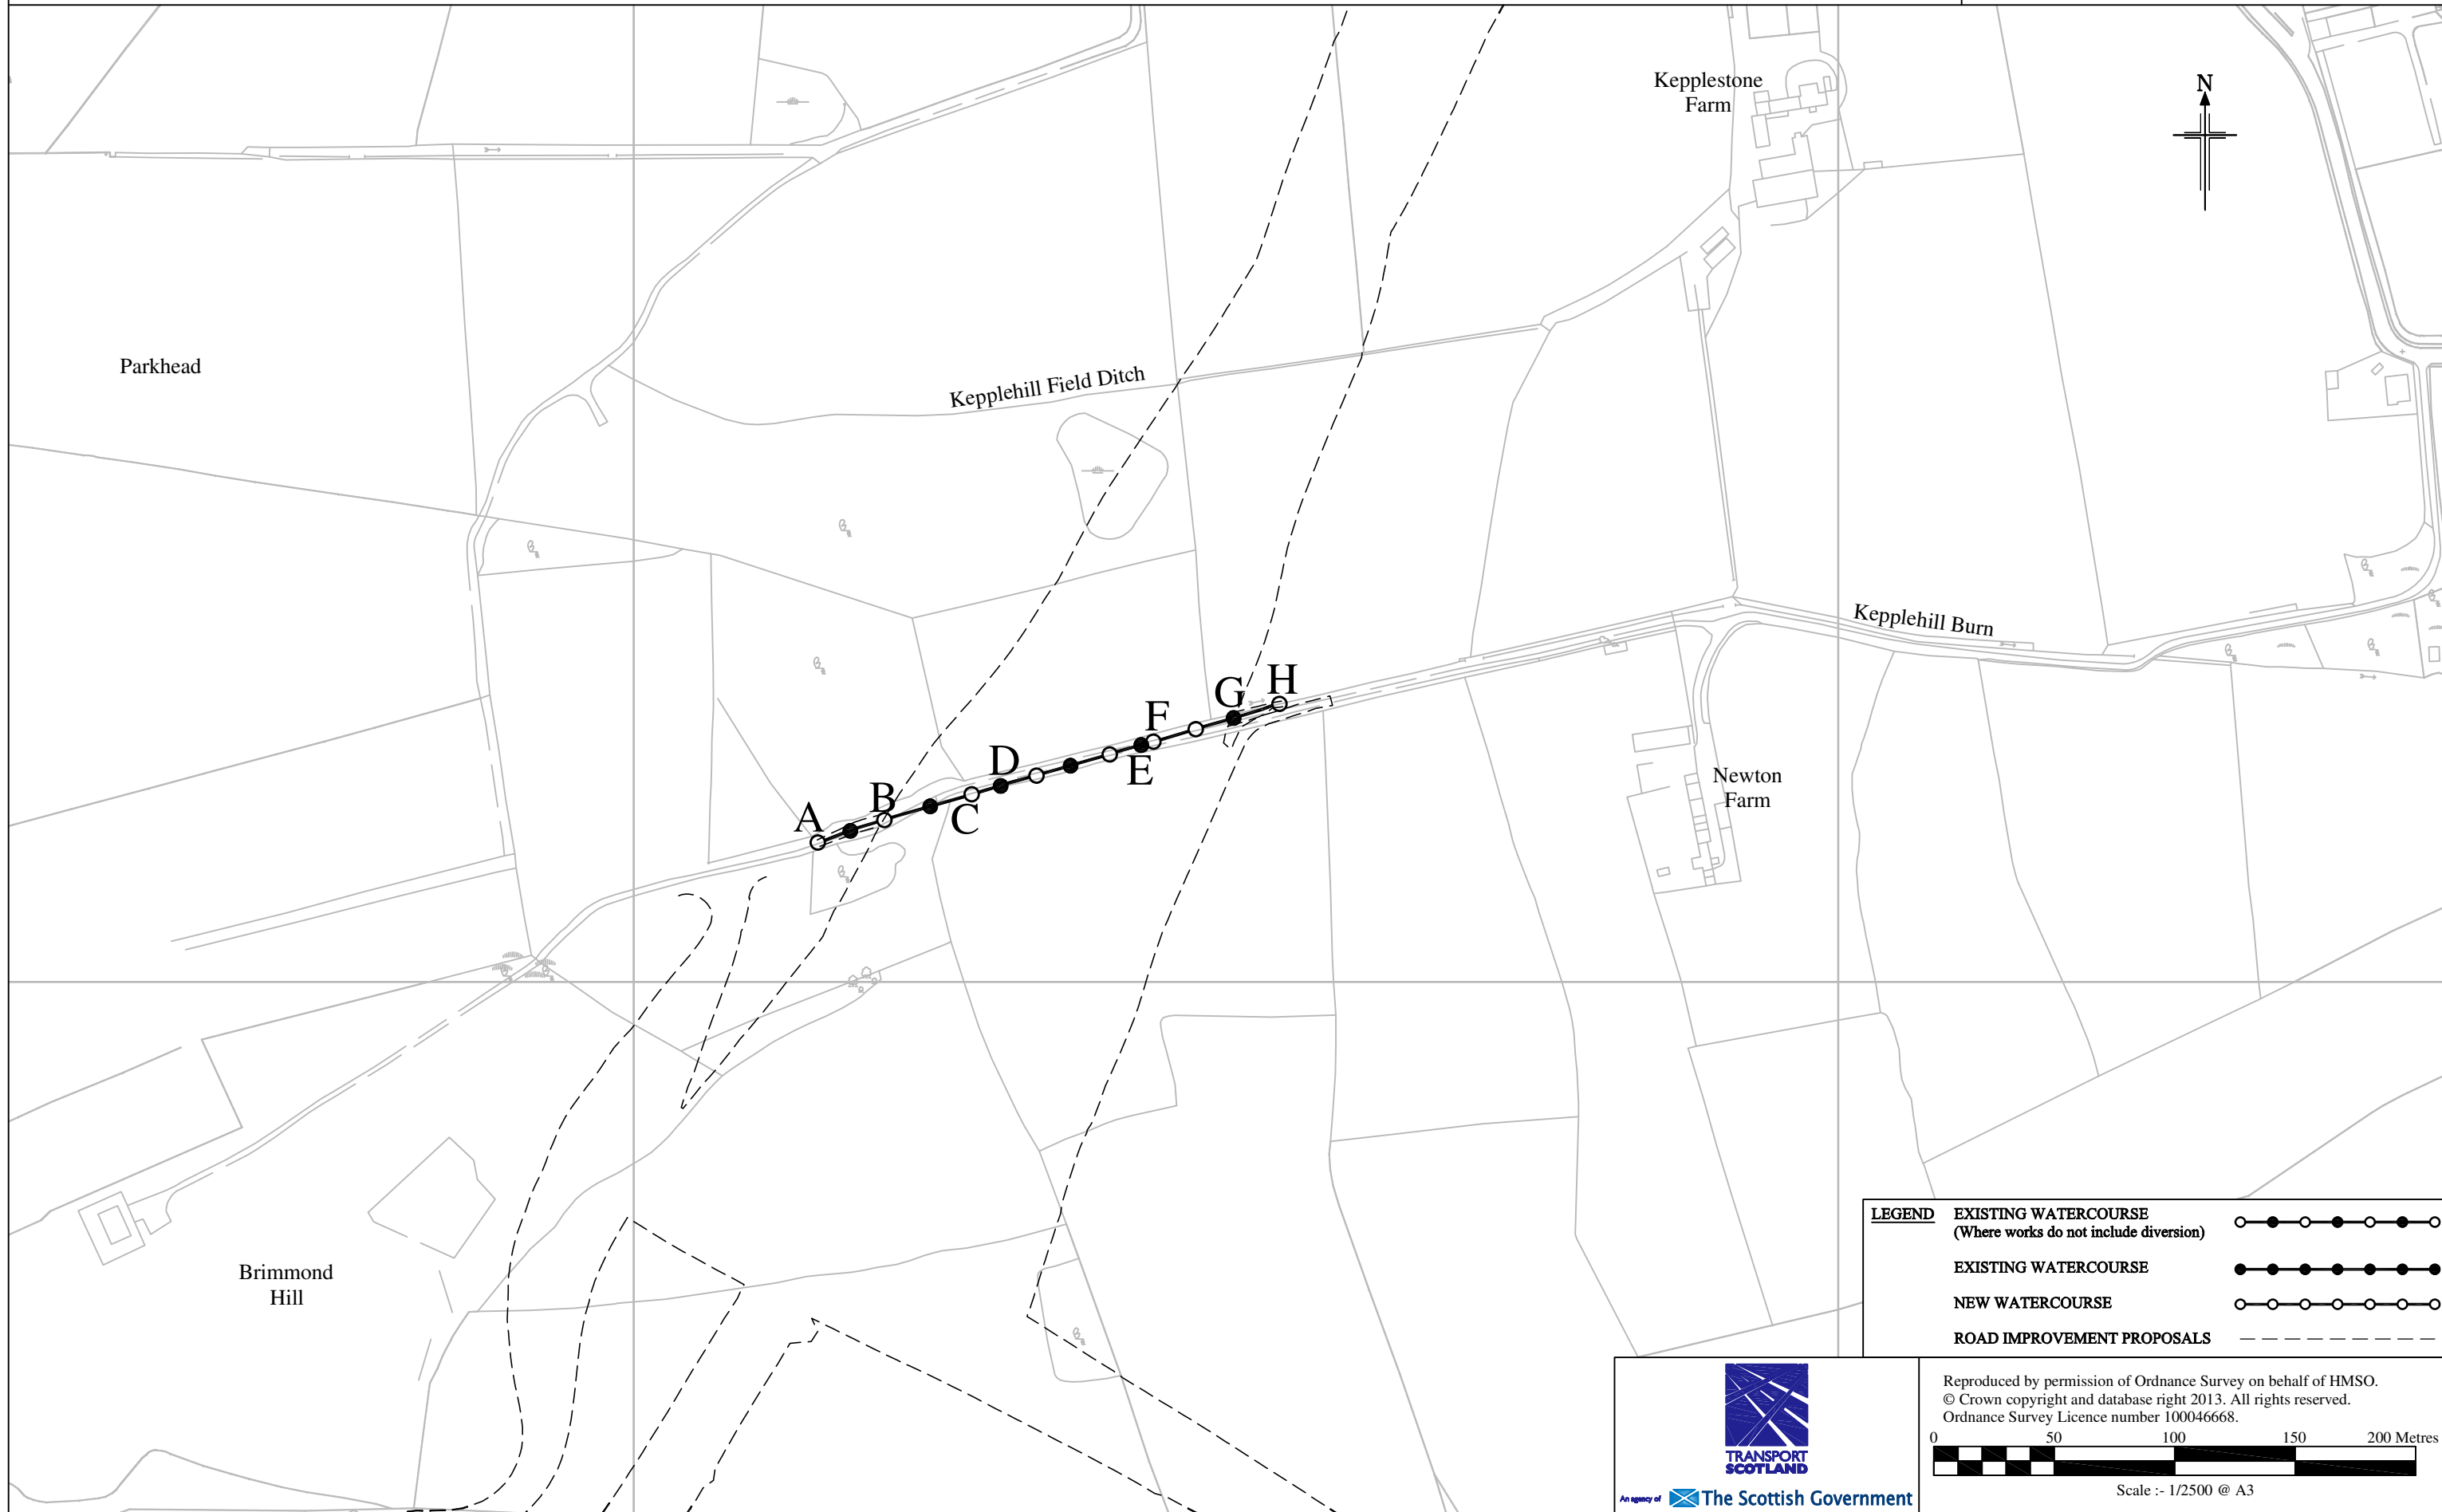 Kepplestone
Farm
N
Parkhead
Kepplehill Field Ditch
Kepplehill Burn
H
G
F
E
D
C
B
A
Newton
Farm
Brimmond
Hill
LEGEND
EXISTING WATERCOURSE
(Where works do not include diversion)
EXISTING WATERCOURSE
NEW WATERCOURSE
ROAD IMPROVEMENT PROPOSALS
TRANSPORT
SCOTLAND
An agency of
The Scottish Government
Reproduced by permission of Ordnance Survey on behalf of HMSO.
© Crown copyright and database right 2013. All rights reserved.
Ordnance Survey Licence number 100046668.
0 50 100 150 200 Metres
Scale :- 1/2500 @ A3